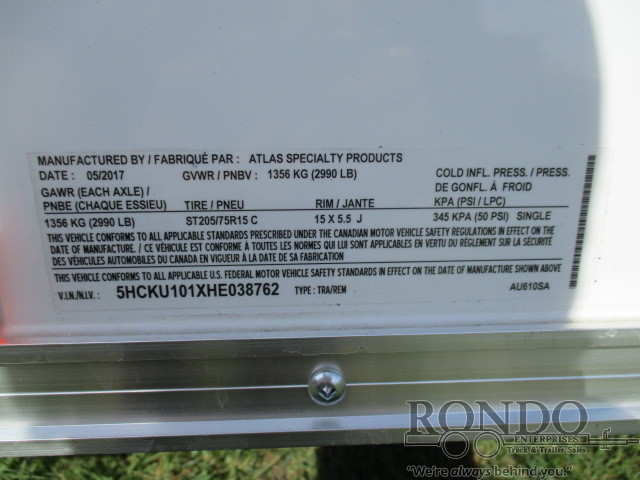 MANUFACTURED BY / FABRIQUÉ PAR : ATLAS SPECIALTY PRODUCTS
DATE : 05/2017 GVWR / PNBV : 1356 KG (2990 LB) COLD INFL. PRESS./ PRESS.
GAWR (EACH AXLE) / DE GONFL. À FROID
PNBE (CHAQUE ESSIEU) TIRE / PNEU RIM / JANTE KPA (PSI / LPC)
1356 KG (2990 LB) ST205/75R15 C 15 X 5.5 J 345 KPA (50 PSI) SINGLE
THIS VEHICLE CONFORMS TO ALL APPLICABLE STANDARDS PRESCRIBED UNDER THE CANADIAN MOTOR VEHICLE SAFETY REGULATIONS IN EFFECT ON THE
DATE OF MANUFACTURE. / CE VÉHICULE EST CONFORME À TOUTES LES NORMES QUI LUI SONT APPLICABLES EN VERTU DU RÈGLEMENT SUR LA SÉCURITÉ
DES VÉHICULES AUTOMOBILES DU CANADA EN VIGUEUR À LA DATE DE SA FABRICATION
THIS VEHICLE CONFORMS TO ALL APPLICABLE U.S. FEDERAL MOTOR VEHICLE SAFETY STANDARDS IN EFFECT ON THE DATE OF MANUFACTURE SHOWN ABOVE.
V.I.N./N.I.V.: 5HCKU101XHE038762 TYPE : TRA/REM AU610SA
RONDO
ENTERPRISES
Truck & Trailer Sales
"We're always behind you."